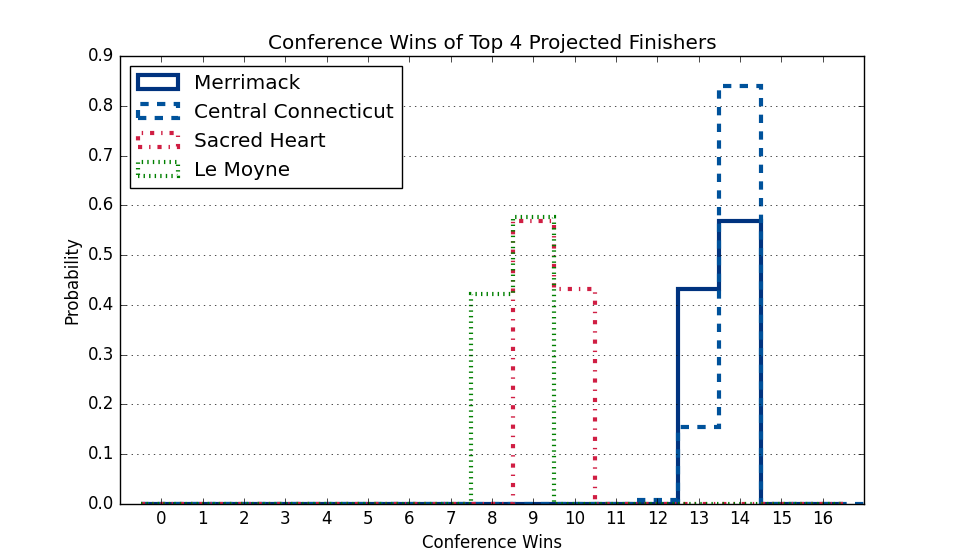 Conference Wins of Top 4 Projected Finishers
0.9
0.8
0.7
0.6
0.5
0.4
0.3
0.2
0.1
0.0
Probability
Merrimack
Central Connecticut
Sacred Heart
Le Moyne
0 1 2 3 4 5 6 7 8 9 10 11 12 13 14 15 16
Conference Wins